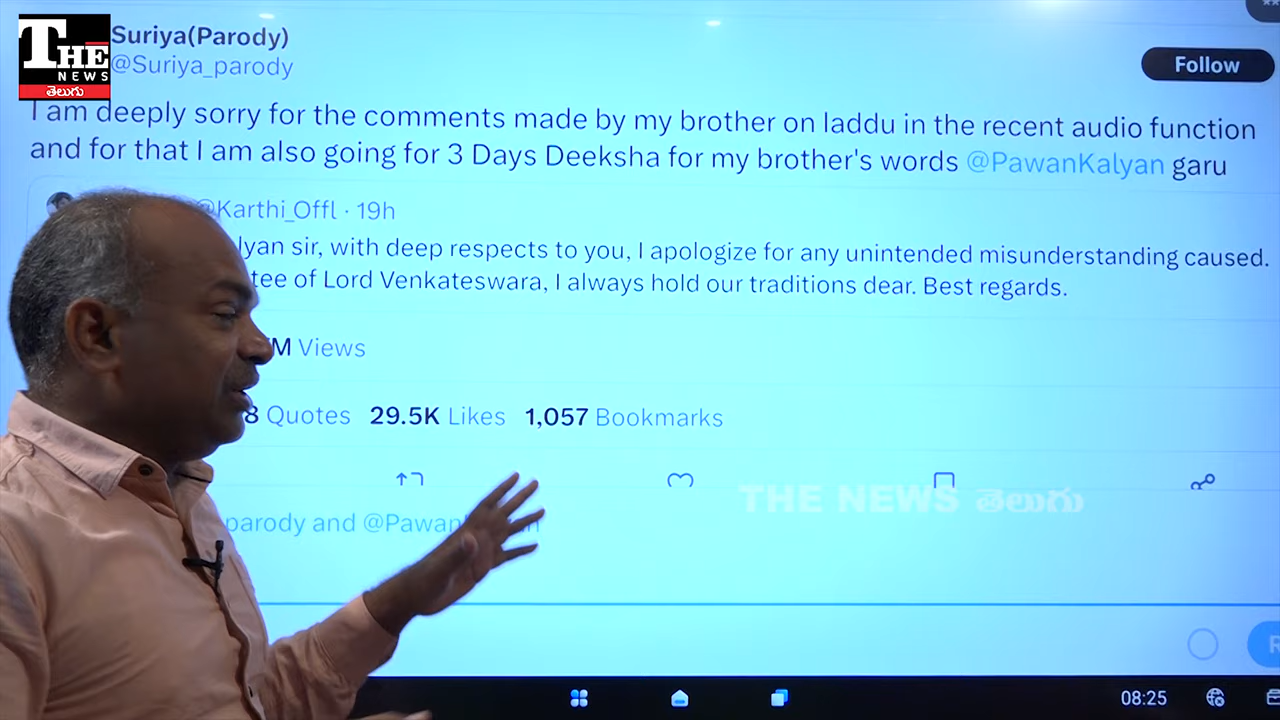 THE
NEWS
తెలుగు
Suriya(Parody)
@Suriya_parody
Follow
I am deeply sorry for the comments made by my brother on laddu in the recent audio function
and for that I am also going for 3 Days Deeksha for my brother's words @PawanKalyan garu
@Karthi_Offl · 19h
lyan sir, with deep respects to you, I apologize for any unintended misunderstanding caused.
tee of Lord Venkateswara, I always hold our traditions dear. Best regards.
M Views
8 Quotes 29.5K Likes 1,057 Bookmarks
THE NEWS తెలుగు
parody and @Pawan
08:25